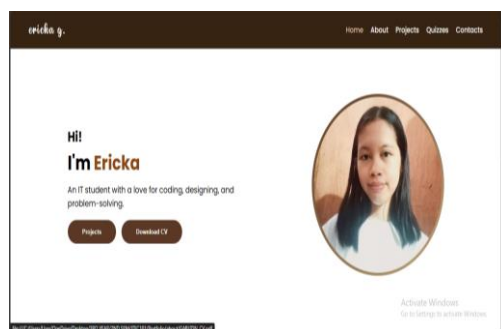 ericka y.
Home About Projects Quizzes Contacts
Hi!
I'm Ericka
An IT student with a love for coding, designing, and
problem-solving.
Projects Download CV
Activate Windows
Go to Settings to activate Windows.